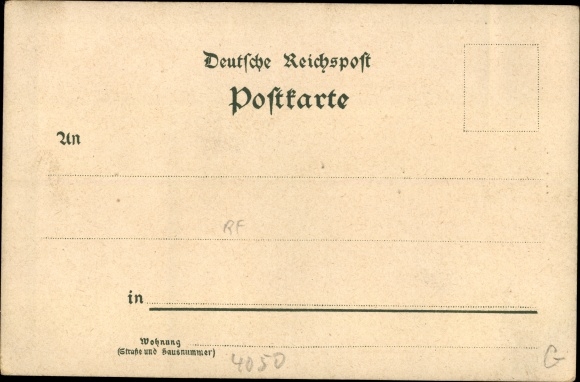 Deutsche Reichspost
Postkarte
An
RF
in
Wohnung
(Straße und Hausnummer)
4050
G